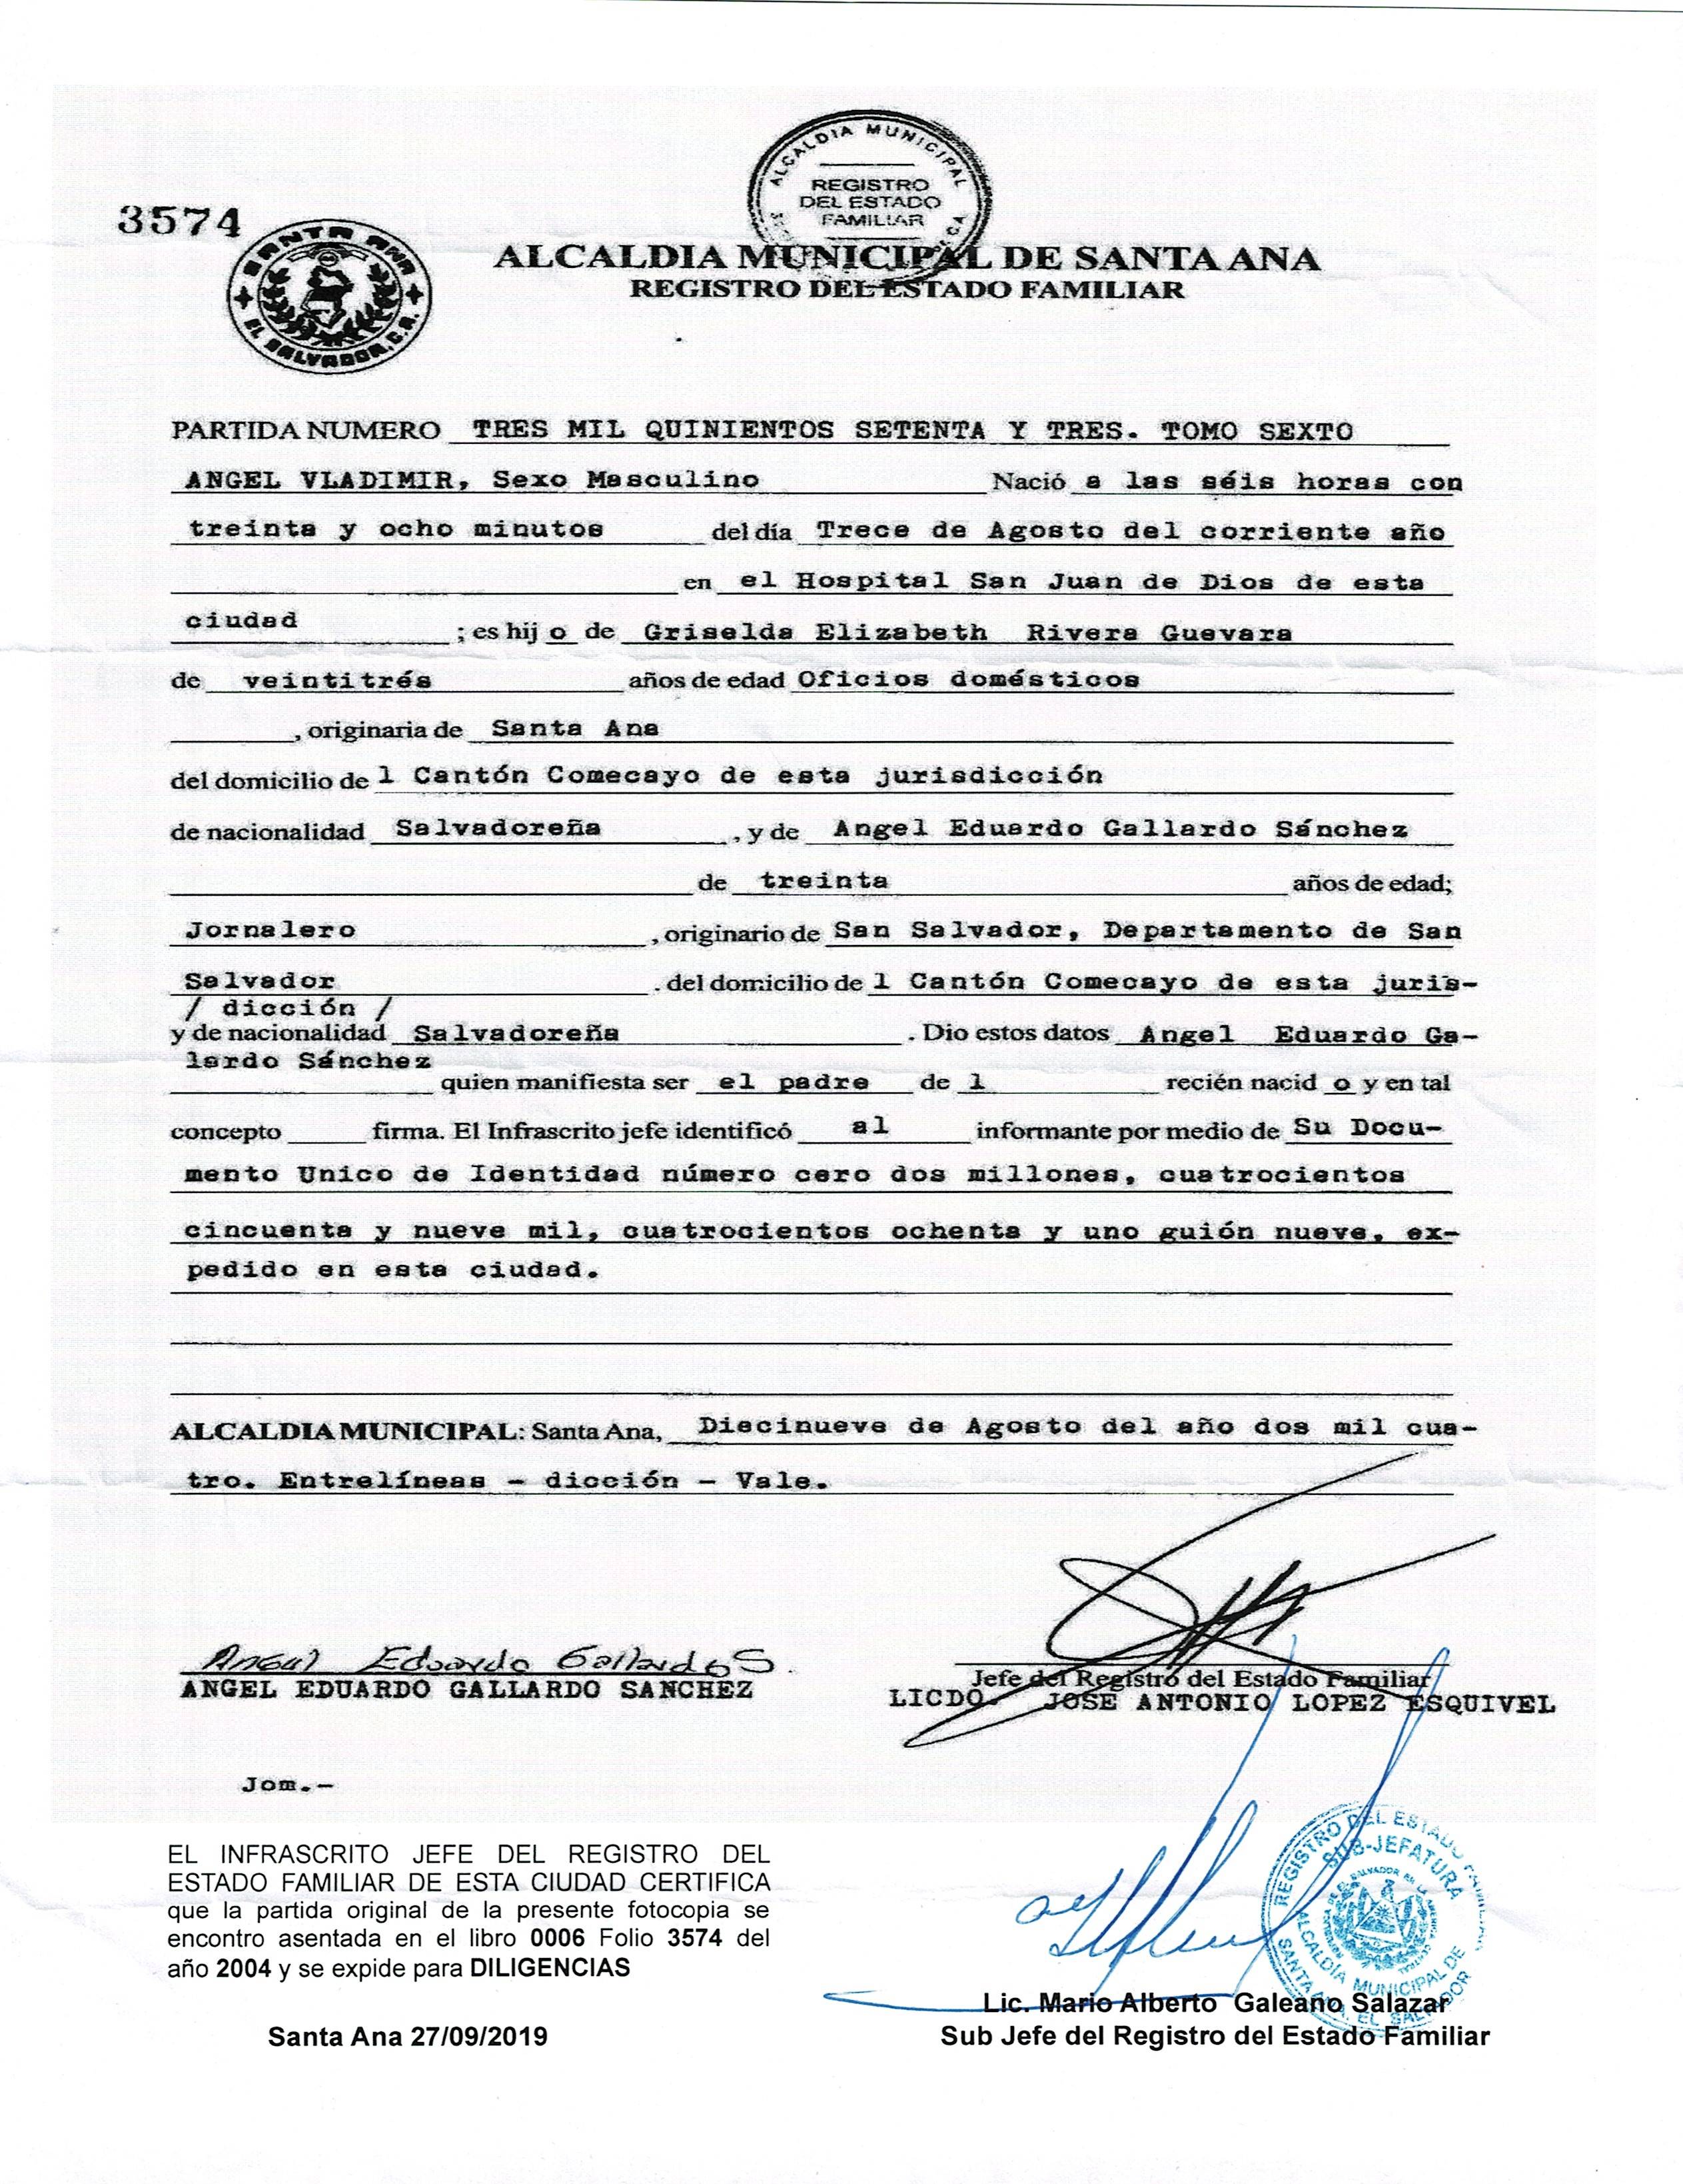 ALCALDIA MUNICIPAL
REGISTRO
DEL ESTADO
FAMILIAR
3574
SANTA ANA
EL SALVADOR, C.A.
ALCALDIA MUNICIPAL DE SANTA ANA
REGISTRO DEL ESTADO FAMILIAR
PARTIDA NUMERO TRES MIL QUINIENTOS SETENTA Y TRES. TOMO SEXTO
ANGEL VLADIMIR, Sexo Masculino Nació a las séis horas con
treinta y ocho minutos del día Trece de Agosto del corriente año
en el Hospital San Juan de Dios de esta
ciudad ; es hij o de Griselda Elizabeth Rivera Guevara
de veintitrés años de edad Oficios domésticos
, originaria de Santa Ana
del domicilio de l Cantón Comecayo de esta jurisdicción
de nacionalidad Salvadoreña , y de Angel Eduardo Gallardo Sánchez
de treinta años de edad;
Jornalero , originario de San Salvador, Departamento de San
Salvador . del domicilio de l Cantón Comecayo de esta juris-
/ dicción /
y de nacionalidad Salvadoreña . Dio estos datos Angel Eduardo Ga-
lardo Sánchez
quien manifiesta ser el padre de l recién nacid o y en tal
concepto firma. El Infrascrito jefe identificó al informante por medio de Su Docu-
mento Unico de Identidad número cero dos millones, cuatrocientos
cincuenta y nueve mil, cuatrocientos ochenta y uno guión nueve, ex-
pedido en esta ciudad.
ALCALDIA MUNICIPAL: Santa Ana, Diecinueve de Agosto del año dos mil cua-
tro. Entrelíneas - dicción - Vale.
Angel Eduardo Gallardo S.
ANGEL EDUARDO GALLARDO SANCHEZ
Jefe del Registro del Estado Familiar
LICDO. JOSE ANTONIO LOPEZ ESQUIVEL
Jom.-
EL INFRASCRITO JEFE DEL REGISTRO DEL
ESTADO FAMILIAR DE ESTA CIUDAD CERTIFICA
que la partida original de la presente fotocopia se
encontro asentada en el libro 0006 Folio 3574 del
año 2004 y se expide para DILIGENCIAS
Santa Ana 27/09/2019
REGISTRO DEL ESTADO FAMILIAR
SUB-JEFATURA
ALCALDÍA MUNICIPAL DE
SANTA ANA, EL SALVADOR
Lic. Mario Alberto Galeano Salazar
Sub Jefe del Registro del Estado Familiar